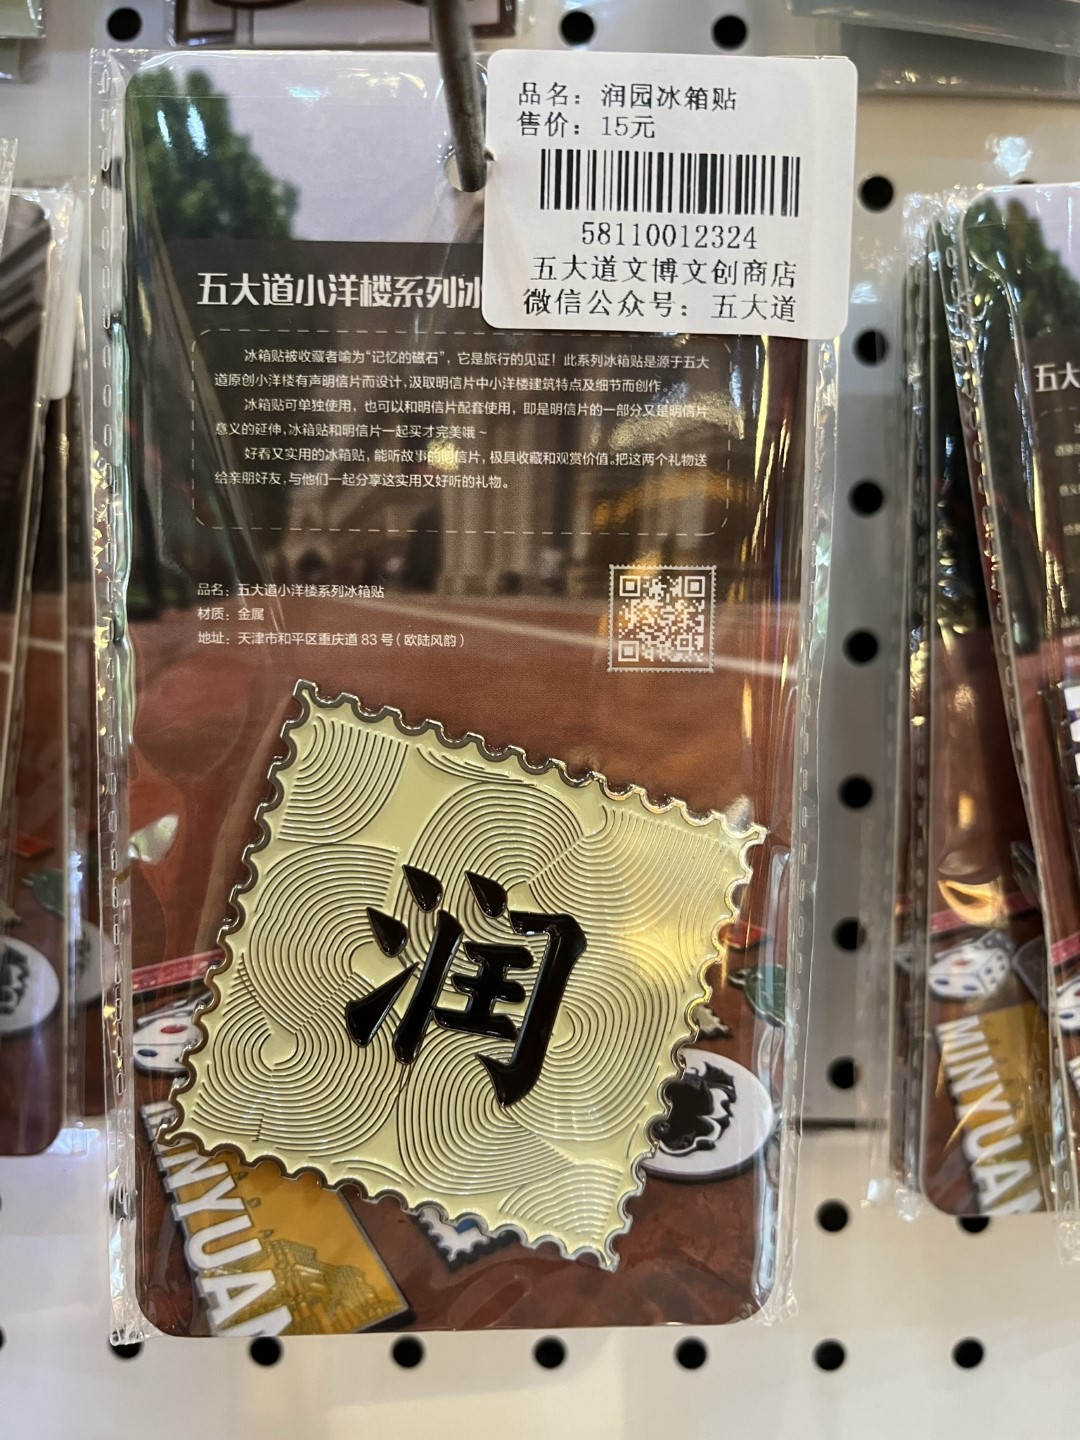 品名：润园冰箱贴
售价：15元
58110012324
五大道文博文创商店
微信公众号：五大道
五大道小洋楼系列冰
冰箱贴被收藏者喻为“记忆的磁石”，它是旅行的见证！此系列冰箱贴是源于五大
道原创小洋楼有声明信片而设计，汲取明信片中小洋楼建筑特点及细节而创作。
冰箱贴可单独使用，也可以和明信片配套使用，即是明信片的一部分又是明信片
意义的延伸，冰箱贴和明信片一起买才完美哦~
好看又实用的冰箱贴，能听故事的明信片，极具收藏和观赏价值。把这两个礼物送
给亲朋好友，与他们一起分享这实用又好听的礼物。
品名：五大道小洋楼系列冰箱贴
材质：金属
地址：天津市和平区重庆道 83 号（欧陆风韵）
润
INYUAN
五大
MINYUAN